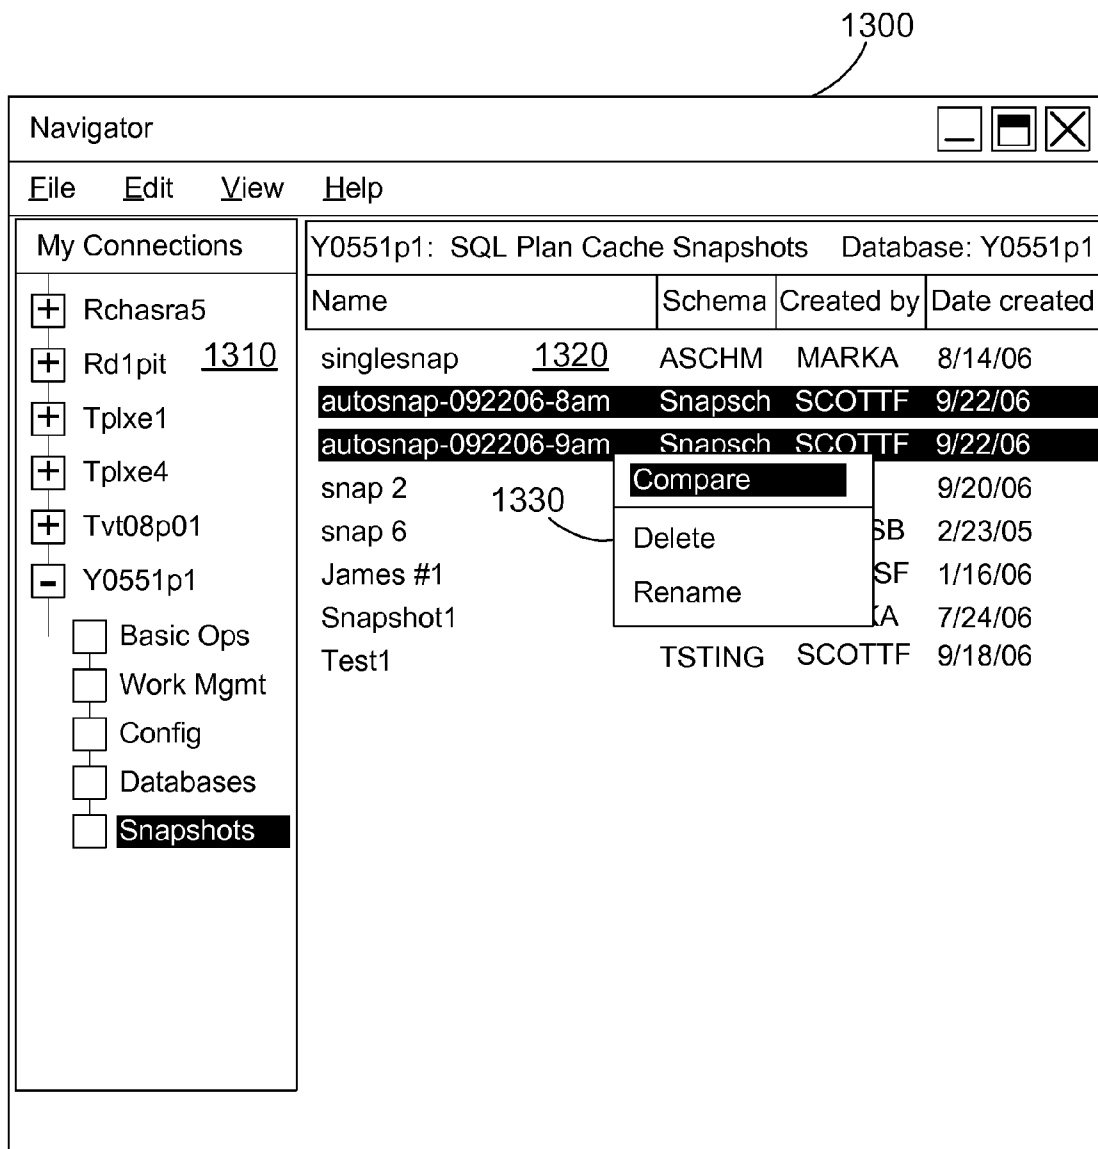 1300
Navigator
File Edit View Help
My Connections
Rchasra5
Rd1pit 1310
Tplxe1
Tplxe4
Tvt08p01
Y0551p1
Basic Ops
Work Mgmt
Config
Databases
Snapshots
Y0551p1: SQL Plan Cache Snapshots Database: Y0551p1
Name Schema Created by Date created
singlesnap 1320 ASCHM MARKA 8/14/06
autosnap-092206-8am Snapsch SCOTTF 9/22/06
autosnap-092206-9am Snapsch SCOTTF 9/22/06
snap 2 9/20/06
snap 6 SB 2/23/05
James #1 SF 1/16/06
Snapshot1 KA 7/24/06
Test1 TSTING SCOTTF 9/18/06
1330
Compare
Delete
Rename